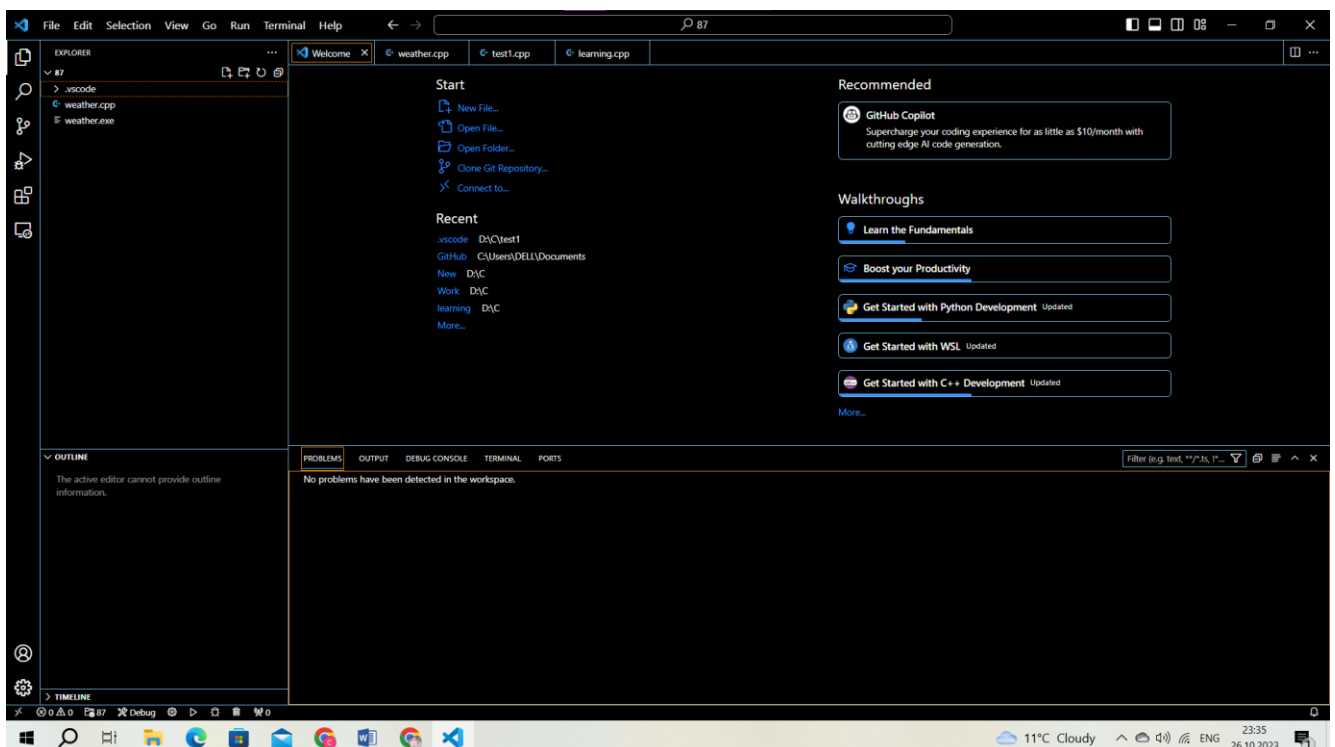 File Edit Selection View Go Run Terminal Help
87
EXPLORER
87
.vscode
weather.cpp
weather.exe
Welcome
weather.cpp
test1.cpp
learning.cpp
Start
New File...
Open File...
Open Folder...
Clone Git Repository...
Connect to...
Recent
.vscode D:\C\test1
GitHub C:\Users\DELL\Documents
New D:\C
Work D:\C
learning D:\C
More...
Recommended
GitHub Copilot
Supercharge your coding experience for as little as $10/month with
cutting edge AI code generation.
Walkthroughs
Learn the Fundamentals
Boost your Productivity
Get Started with Python Development Updated
Get Started with WSL Updated
Get Started with C++ Development Updated
More...
OUTLINE
The active editor cannot provide outline
information.
TIMELINE
PROBLEMS OUTPUT DEBUG CONSOLE TERMINAL PORTS
Filter (e.g. text, **/*.ts, !*...
No problems have been detected in the workspace.
0 0 87 Debug 0
11°C Cloudy ENG
23:35
26.10.2023